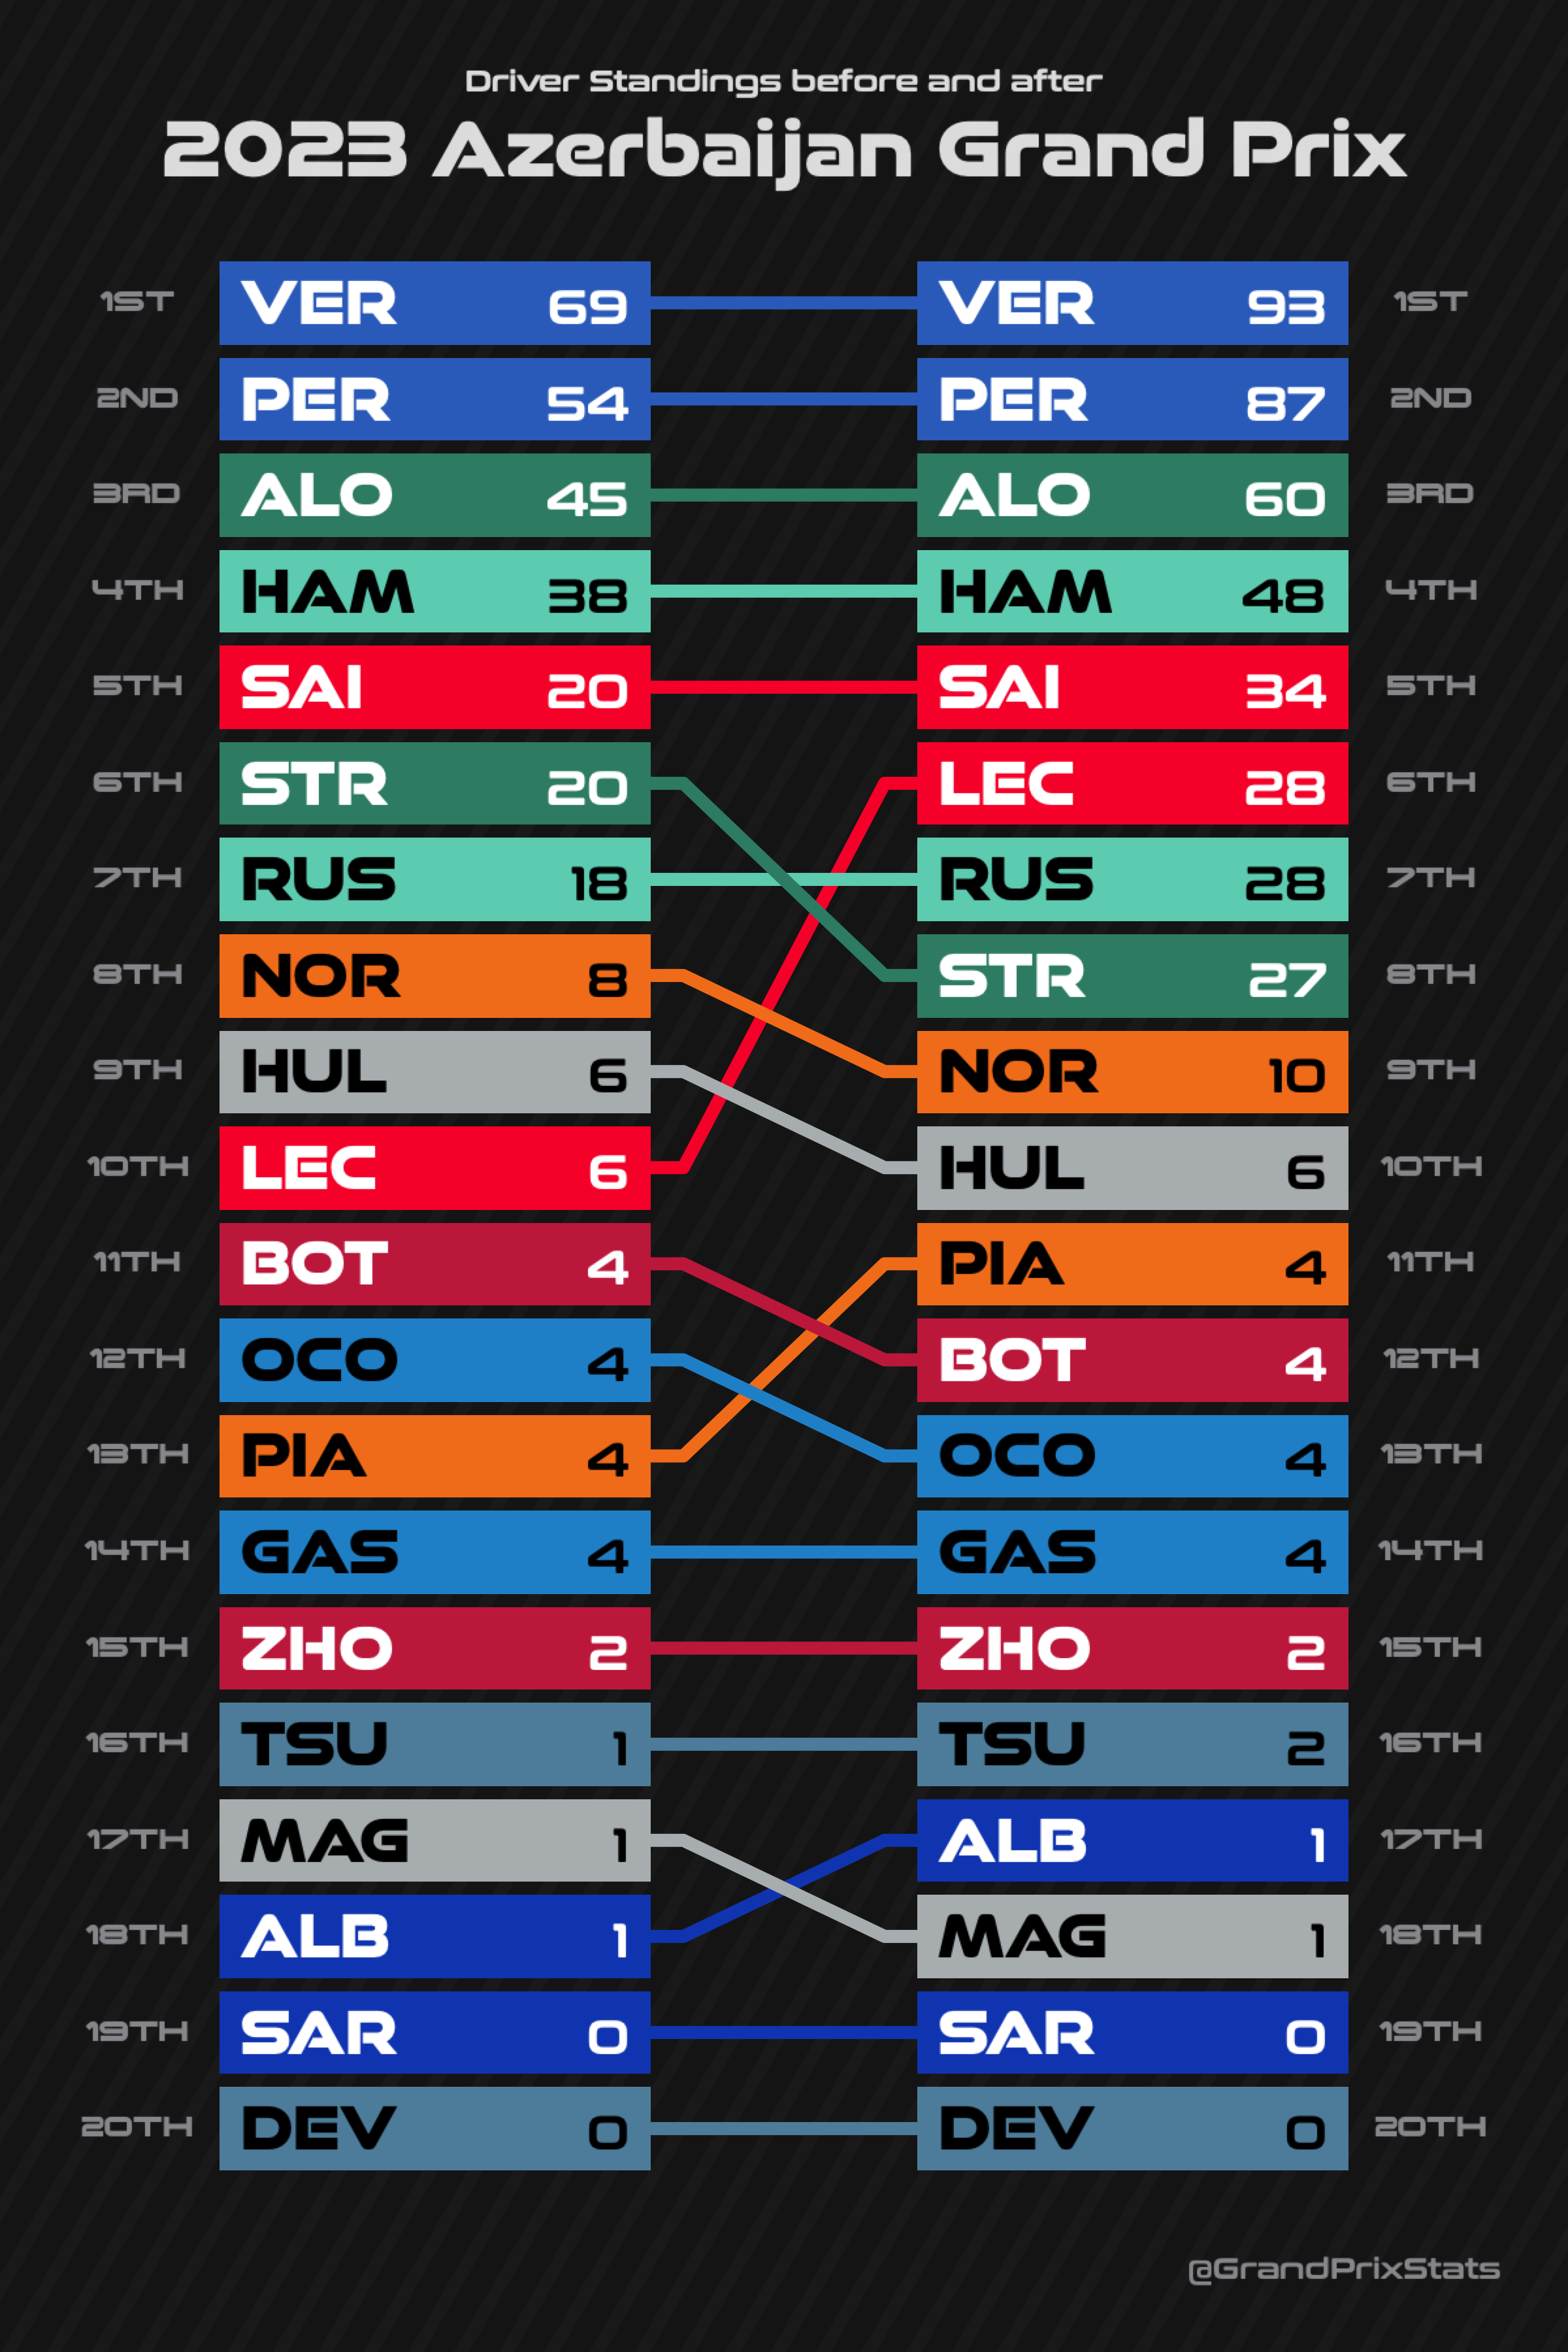 Driver Standings before and after
2023 Azerbaijan Grand Prix
1ST VER 69 VER 93 1ST
2ND PER 54 PER 87 2ND
3RD ALO 45 ALO 60 3RD
4TH HAM 38 HAM 48 4TH
5TH SAI 20 SAI 34 5TH
6TH STR 20 LEC 28 6TH
7TH RUS 18 RUS 28 7TH
8TH NOR 8 STR 27 8TH
9TH HUL 6 NOR 10 9TH
10TH LEC 6 HUL 6 10TH
11TH BOT 4 PIA 4 11TH
12TH OCO 4 BOT 4 12TH
13TH PIA 4 OCO 4 13TH
14TH GAS 4 GAS 4 14TH
15TH ZHO 2 ZHO 2 15TH
16TH TSU 1 TSU 2 16TH
17TH MAG 1 ALB 1 17TH
18TH ALB 1 MAG 1 18TH
19TH SAR 0 SAR 0 19TH
20TH DEV 0 DEV 0 20TH
@GrandPrixStats